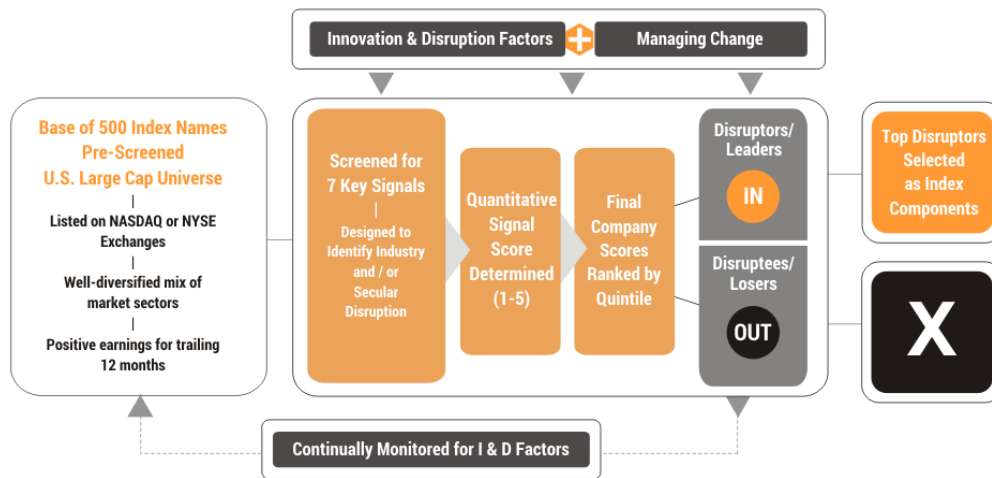 Innovation & Disruption Factors
Managing Change
Base of 500 Index Names
Pre-Screened
U.S. Large Cap Universe
Listed on NASDAQ or NYSE
Exchanges
Well-diversified mix of
market sectors
Positive earnings for trailing
12 months
Screened for
7 Key Signals
Designed to
Identify Industry
and / or
Secular
Disruption
Quantitative
Signal
Score
Determined
(1-5)
Final
Company
Scores
Ranked by
Quintile
Disruptors/
Leaders
IN
Disruptees/
Losers
OUT
Top Disruptors
Selected
as Index
Components
X
Continually Monitored for I & D Factors